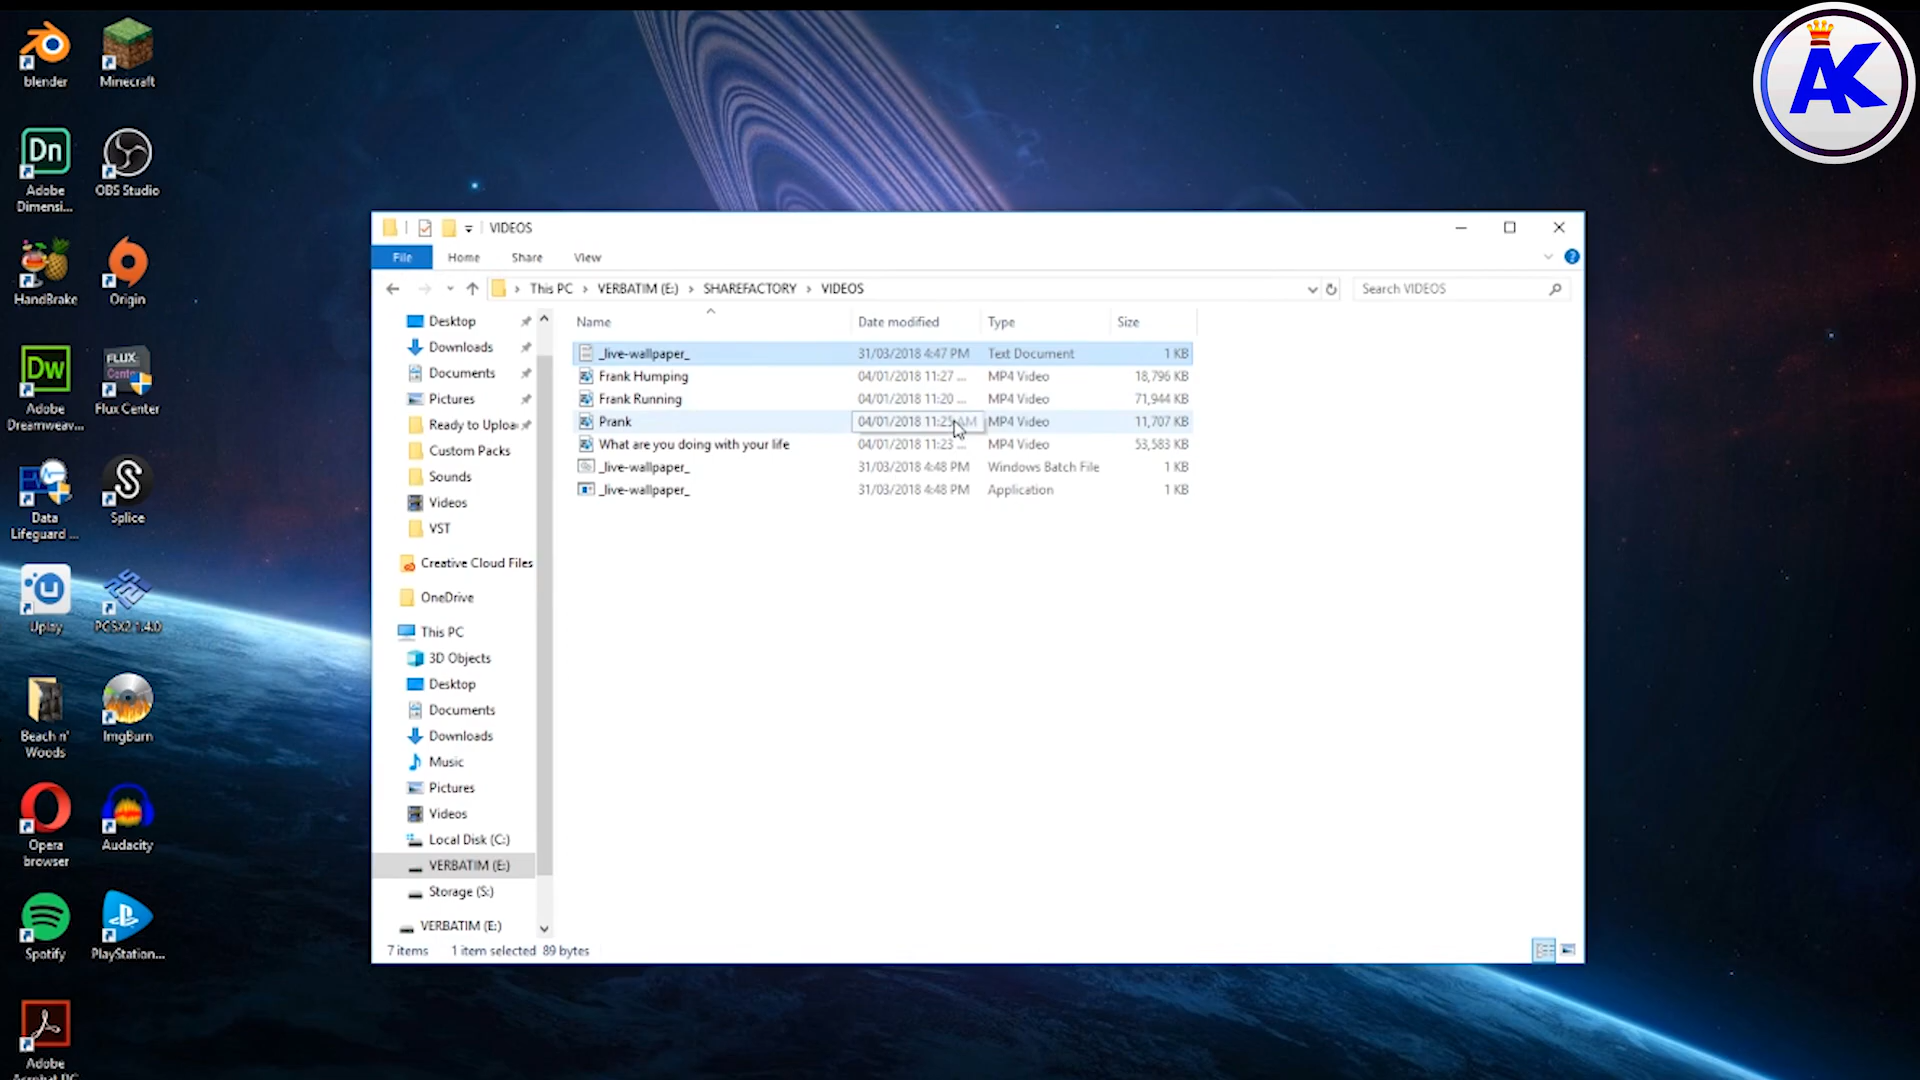 blender
Minecraft
Dn
Adobe
Dimensi...
OBS Studio
HandBrake
Origin
Dw
Adobe
Dreamweav...
FLUX
Center
Flux Center
Data
Lifeguard ...
Splice
Uplay
PCSX2 1.4.0
Beach n'
Woods
ImgBurn
Opera
browser
Audacity
Spotify
PlayStation...
Adobe
Acrobat DC
AK
VIDEOS
File Home Share View
This PC › VERBATIM (E:) › SHAREFACTORY › VIDEOS
Search VIDEOS
Desktop
Downloads
Documents
Pictures
Ready to Uploa
Custom Packs
Sounds
Videos
VST
Creative Cloud Files
OneDrive
This PC
3D Objects
Desktop
Documents
Downloads
Music
Pictures
Videos
Local Disk (C:)
VERBATIM (E:)
Storage (S:)
VERBATIM (E:)
Name Date modified Type Size
_live-wallpaper_ 31/03/2018 4:47 PM Text Document 1 KB
Frank Humping 04/01/2018 11:27 ... MP4 Video 18,796 KB
Frank Running 04/01/2018 11:20 ... MP4 Video 71,944 KB
Prank 04/01/2018 11:25 AM MP4 Video 11,707 KB
What are you doing with your life 04/01/2018 11:23 ... MP4 Video 53,583 KB
_live-wallpaper_ 31/03/2018 4:48 PM Windows Batch File 1 KB
_live-wallpaper_ 31/03/2018 4:48 PM Application 1 KB
7 items 1 item selected 89 bytes